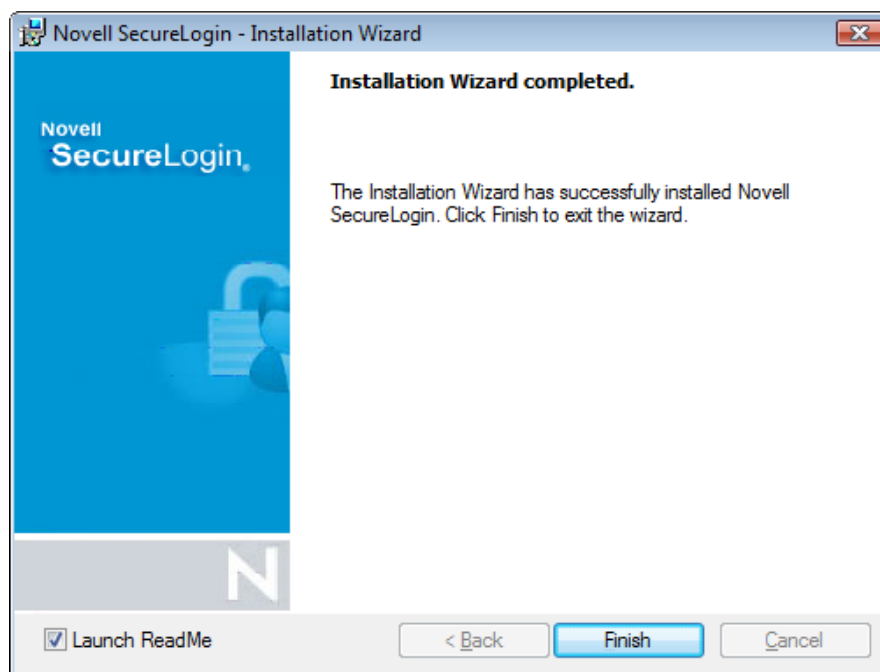 Novell SecureLogin - Installation Wizard
Novell
SecureLogin®
Installation Wizard completed.
The Installation Wizard has successfully installed Novell
SecureLogin. Click Finish to exit the wizard.
N
Launch ReadMe
< Back
Finish
Cancel